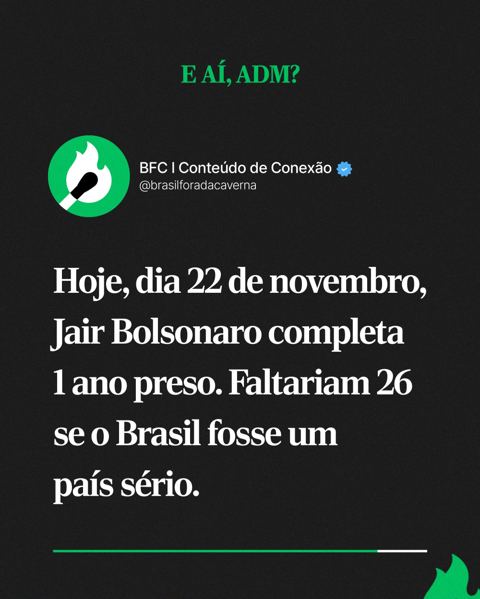 E AÍ, ADM?
BFC I Conteúdo de Conexão
@brasilforadacaverna
Hoje, dia 22 de novembro,
Jair Bolsonaro completa
1 ano preso. Faltariam 26
se o Brasil fosse um
país sério.